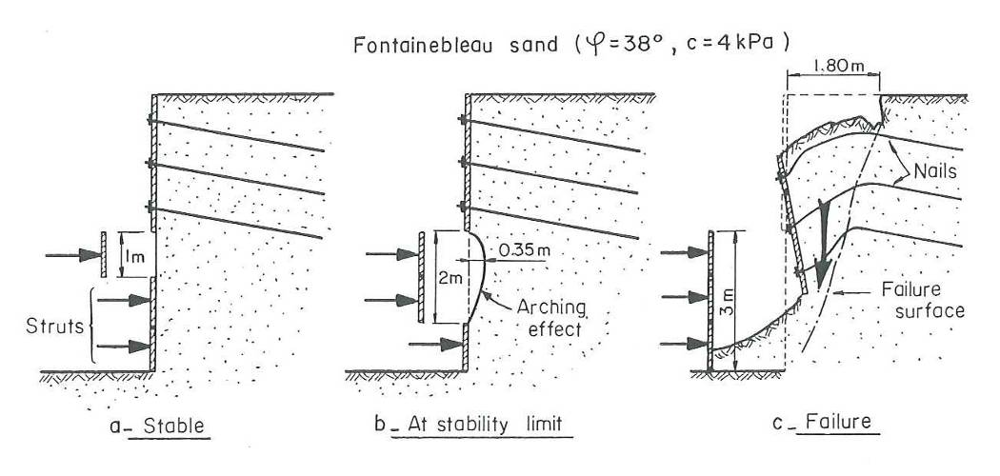 Fontainebleau sand (φ=38°, c=4kPa)
1.80m
Nails
1m
0.35m
2m
3m
Struts
Arching
effect
Failure
surface
a_ Stable
b_ At stability limit
c_ Failure